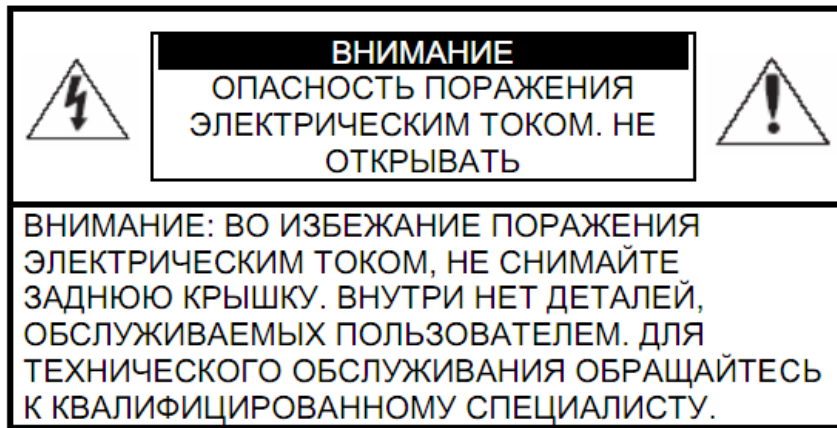 ВНИМАНИЕ
ОПАСНОСТЬ ПОРАЖЕНИЯ
ЭЛЕКТРИЧЕСКИМ ТОКОМ. НЕ
ОТКРЫВАТЬ
ВНИМАНИЕ: ВО ИЗБЕЖАНИЕ ПОРАЖЕНИЯ
ЭЛЕКТРИЧЕСКИМ ТОКОМ, НЕ СНИМАЙТЕ
ЗАДНЮЮ КРЫШКУ. ВНУТРИ НЕТ ДЕТАЛЕЙ,
ОБСЛУЖИВАЕМЫХ ПОЛЬЗОВАТЕЛЕМ. ДЛЯ
ТЕХНИЧЕСКОГО ОБСЛУЖИВАНИЯ ОБРАЩАЙТЕСЬ
К КВАЛИФИЦИРОВАННОМУ СПЕЦИАЛИСТУ.